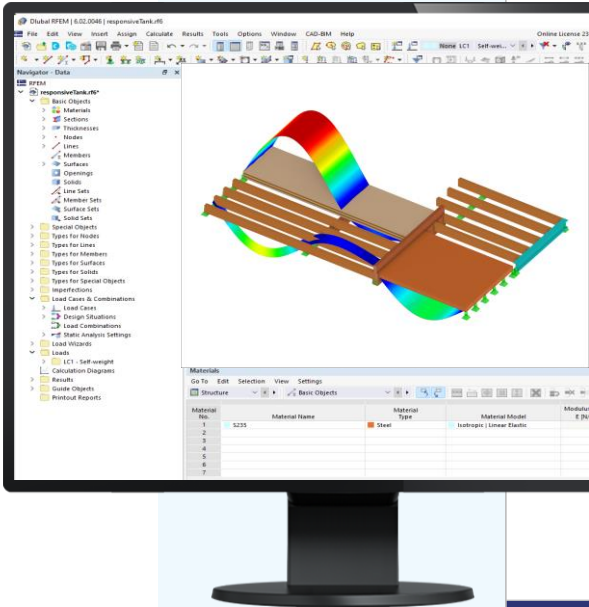 Dlubal RFEM | 6.02.0046 | responsiveTank.rf6
File Edit View Insert Assign Calculate Results Tools Options Window CAD-BIM Help Online License 23
None LC1 Self-wei...
Navigator - Data
RFEM
responsiveTank.rf6*
Basic Objects
Materials
Sections
Thicknesses
Nodes
Lines
Members
Surfaces
Openings
Solids
Line Sets
Member Sets
Surface Sets
Solid Sets
Special Objects
Types for Nodes
Types for Lines
Types for Members
Types for Surfaces
Types for Solids
Types for Special Objects
Imperfections
Load Cases & Combinations
Load Cases
Design Situations
Load Combinations
Static Analysis Settings
Load Wizards
Loads
LC1 - Self-weight
Calculation Diagrams
Results
Guide Objects
Printout Reports
Materials
Go To Edit Selection View Settings
Structure Basic Objects
Material No. Material Name Material Type Material Model Modulus E [N/
1 S235 Steel Isotropic | Linear Elastic
2
3
4
5
6
7